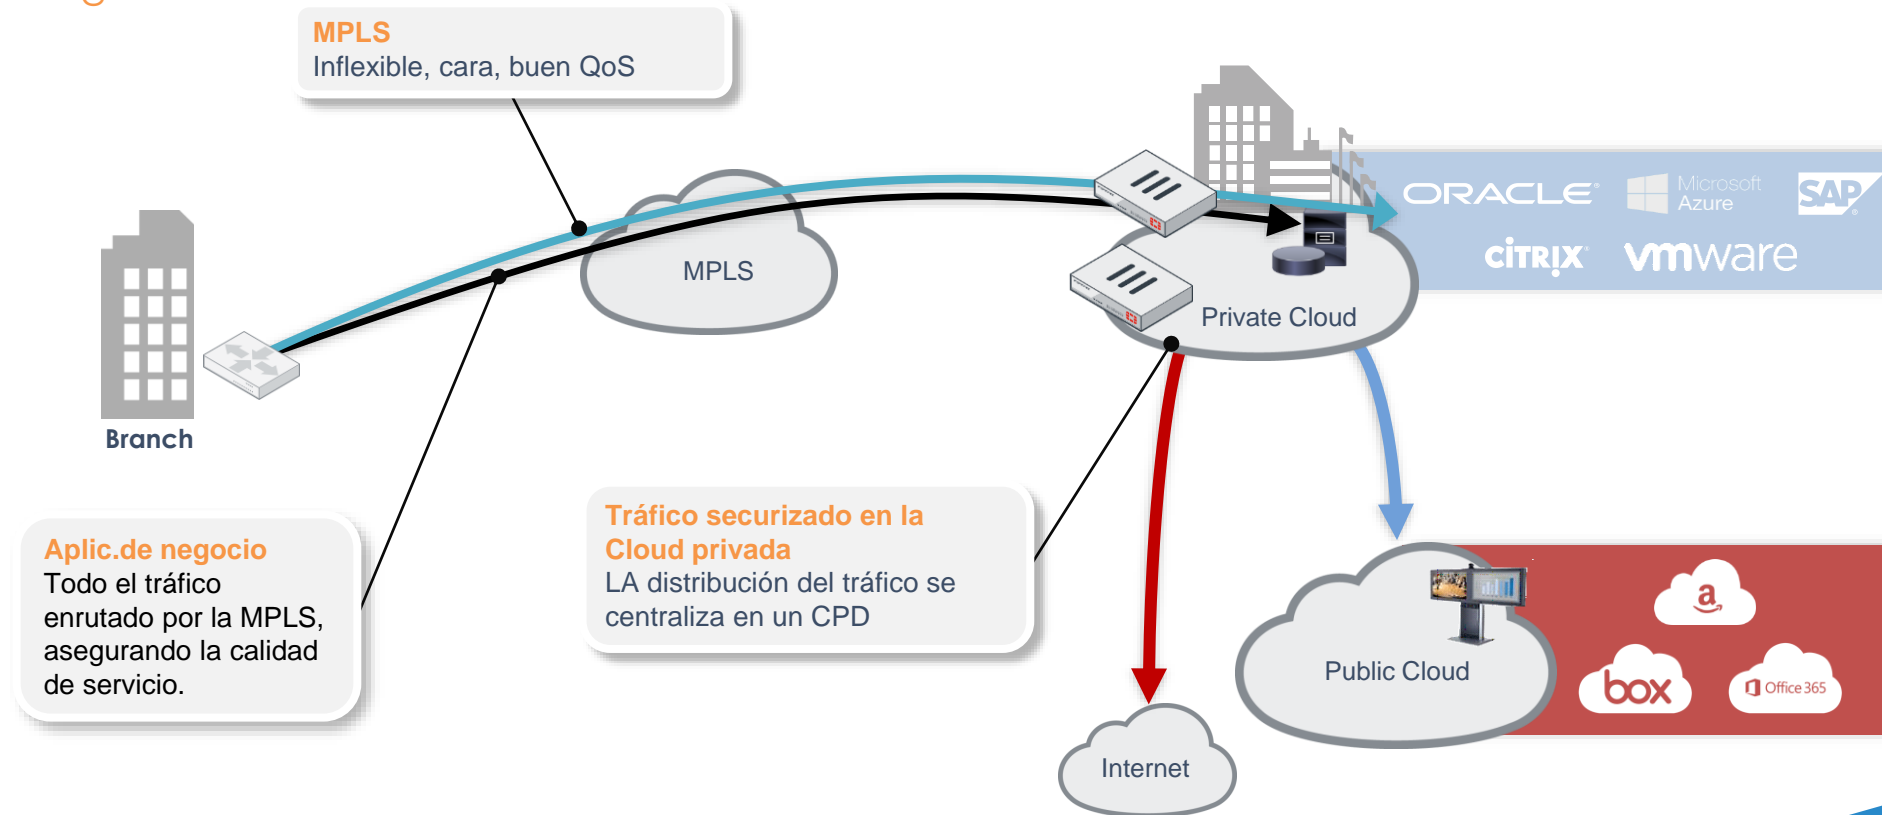 MPLS
Inflexible, cara, buen QoS
ORACLE
Microsoft
Azure
SAP
CITRIX
vmware
MPLS
Private Cloud
Branch
Aplic.de negocio
Todo el tráfico
enrutado por la MPLS,
asegurando la calidad
de servicio.
Tráfico securizado en la
Cloud privada
LA distribución del tráfico se
centraliza en un CPD
Public Cloud
a
box
Office 365
Internet